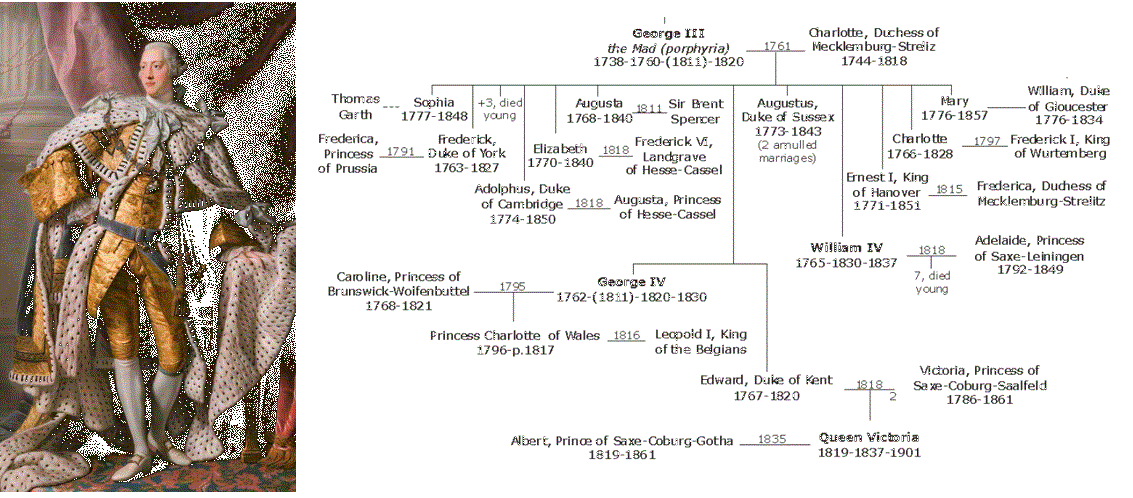 George III
the Mad (porphyria)
1738-1760-(1811)-1820
1761
Charlotte, Duchess of
Mecklenburg-Strelitz
1744-1818
Thomas
Garth
Sophia
1777-1848
+3, died
young
Augusta
1768-1840
1811
Sir Brent
Spencer
Augustus,
Duke of Sussex
1773-1843
(2 annulled
marriages)
Mary
1776-1857
William, Duke
of Gloucester
1776-1834
Frederica,
Princess
of Prussia
1791
Frederick,
Duke of York
1763-1827
Elizabeth
1770-1840
1818
Frederick VI,
Landgrave
of Hesse-Cassel
Charlotte
1766-1828
1797
Frederick I, King
of Wurtemberg
Adolphus, Duke
of Cambridge
1774-1850
1818
Augusta, Princess
of Hesse-Cassel
Ernest I, King
of Hanover
1771-1851
1815
Frederica, Duchess of
Mecklenburg-Strelitz
William IV
1765-1830-1837
1818
7, died
young
Adelaide, Princess
of Saxe-Leiningen
1792-1849
Caroline, Princess of
Brunswick-Wolfenbuttel
1768-1821
1795
George IV
1762-(1811)-1820-1830
Princess Charlotte of Wales
1796-p.1817
1816
Leopold I, King
of the Belgians
Edward, Duke of Kent
1767-1820
1818
2
Victoria, Princess of
Saxe-Coburg-Saalfeld
1786-1861
Albert, Prince of Saxe-Coburg-Gotha
1819-1861
1835
Queen Victoria
1819-1837-1901